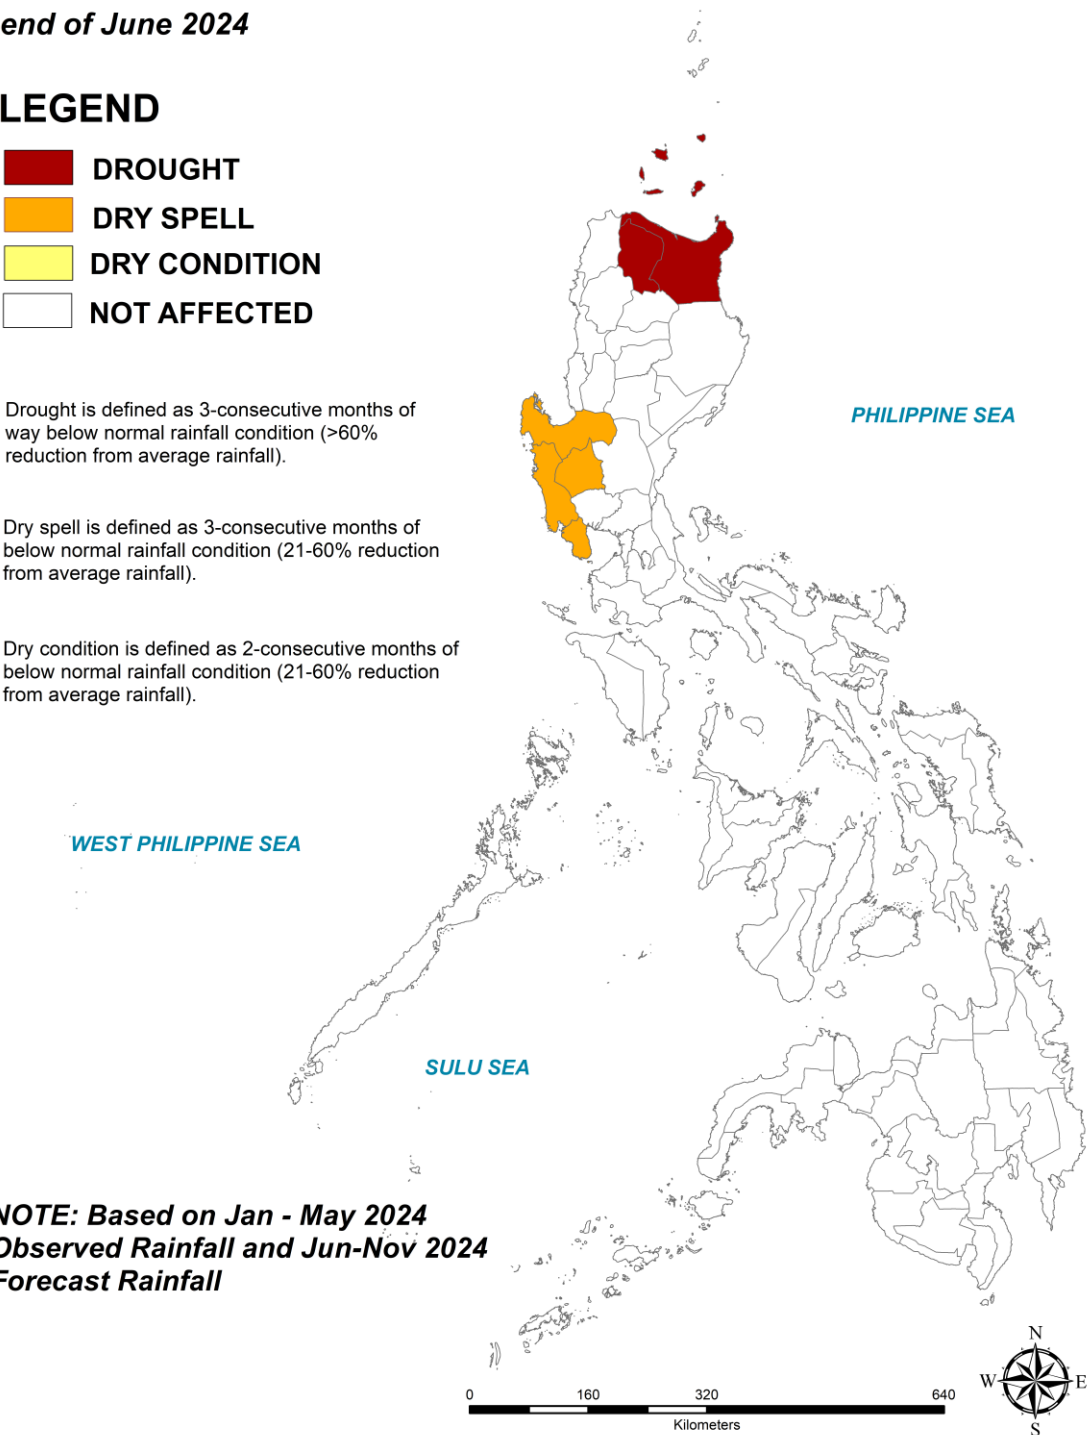 end of June 2024
LEGEND
DROUGHT
DRY SPELL
DRY CONDITION
NOT AFFECTED
Drought is defined as 3-consecutive months of
way below normal rainfall condition (>60%
reduction from average rainfall).
PHILIPPINE SEA
Dry spell is defined as 3-consecutive months of
below normal rainfall condition (21-60% reduction
from average rainfall).
Dry condition is defined as 2-consecutive months of
below normal rainfall condition (21-60% reduction
from average rainfall).
WEST PHILIPPINE SEA
SULU SEA
NOTE: Based on Jan - May 2024
Observed Rainfall and Jun-Nov 2024
Forecast Rainfall
N
W E
S
0 160 320 640
Kilometers